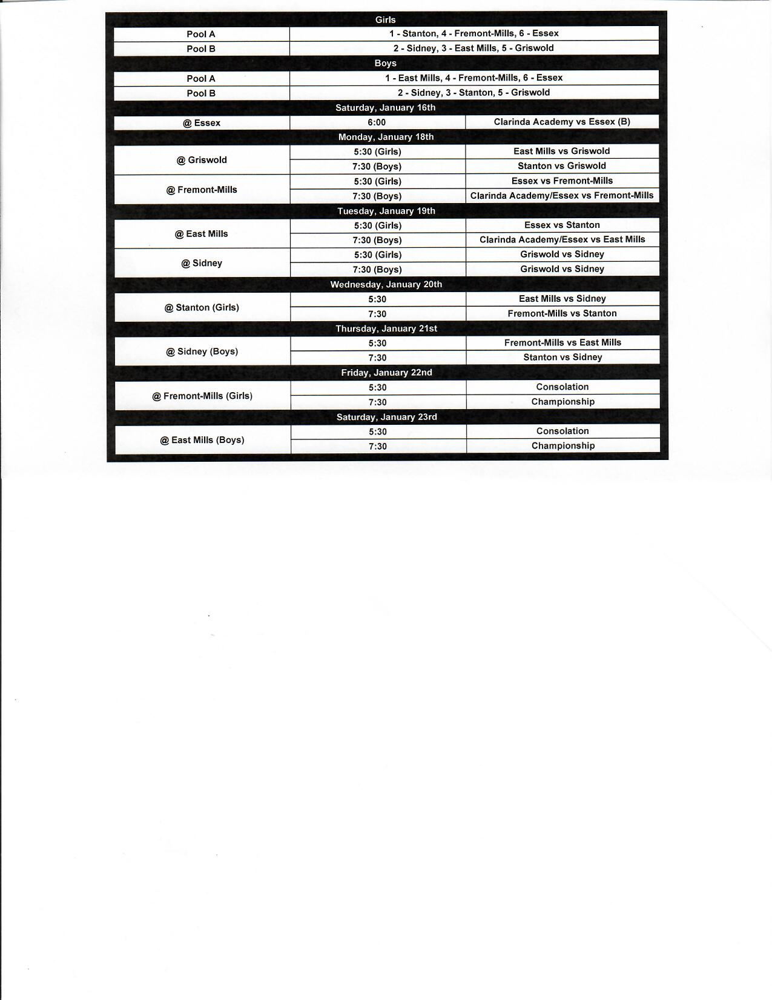 Girls
Pool A 1 - Stanton, 4 - Fremont-Mills, 6 - Essex
Pool B 2 - Sidney, 3 - East Mills, 5 - Griswold
Boys
Pool A 1 - East Mills, 4 - Fremont-Mills, 6 - Essex
Pool B 2 - Sidney, 3 - Stanton, 5 - Griswold
Saturday, January 16th
@ Essex 6:00 Clarinda Academy vs Essex (B)
Monday, January 18th
@ Griswold
5:30 (Girls) East Mills vs Griswold
7:30 (Boys) Stanton vs Griswold
@ Fremont-Mills
5:30 (Girls) Essex vs Fremont-Mills
7:30 (Boys) Clarinda Academy/Essex vs Fremont-Mills
Tuesday, January 19th
@ East Mills
5:30 (Girls) Essex vs Stanton
7:30 (Boys) Clarinda Academy/Essex vs East Mills
@ Sidney
5:30 (Girls) Griswold vs Sidney
7:30 (Boys) Griswold vs Sidney
Wednesday, January 20th
@ Stanton (Girls)
5:30 East Mills vs Sidney
7:30 Fremont-Mills vs Stanton
Thursday, January 21st
@ Sidney (Boys)
5:30 Fremont-Mills vs East Mills
7:30 Stanton vs Sidney
Friday, January 22nd
@ Fremont-Mills (Girls)
5:30 Consolation
7:30 Championship
Saturday, January 23rd
@ East Mills (Boys)
5:30 Consolation
7:30 Championship